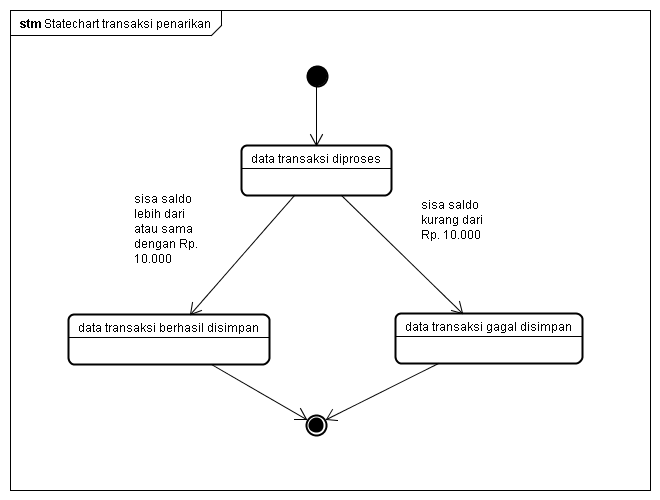 stm Statechart transaksi penarikan
data transaksi diproses
sisa saldo
lebih dari
atau sama
dengan Rp.
10.000
sisa saldo
kurang dari
Rp. 10.000
data transaksi berhasil disimpan
data transaksi gagal disimpan